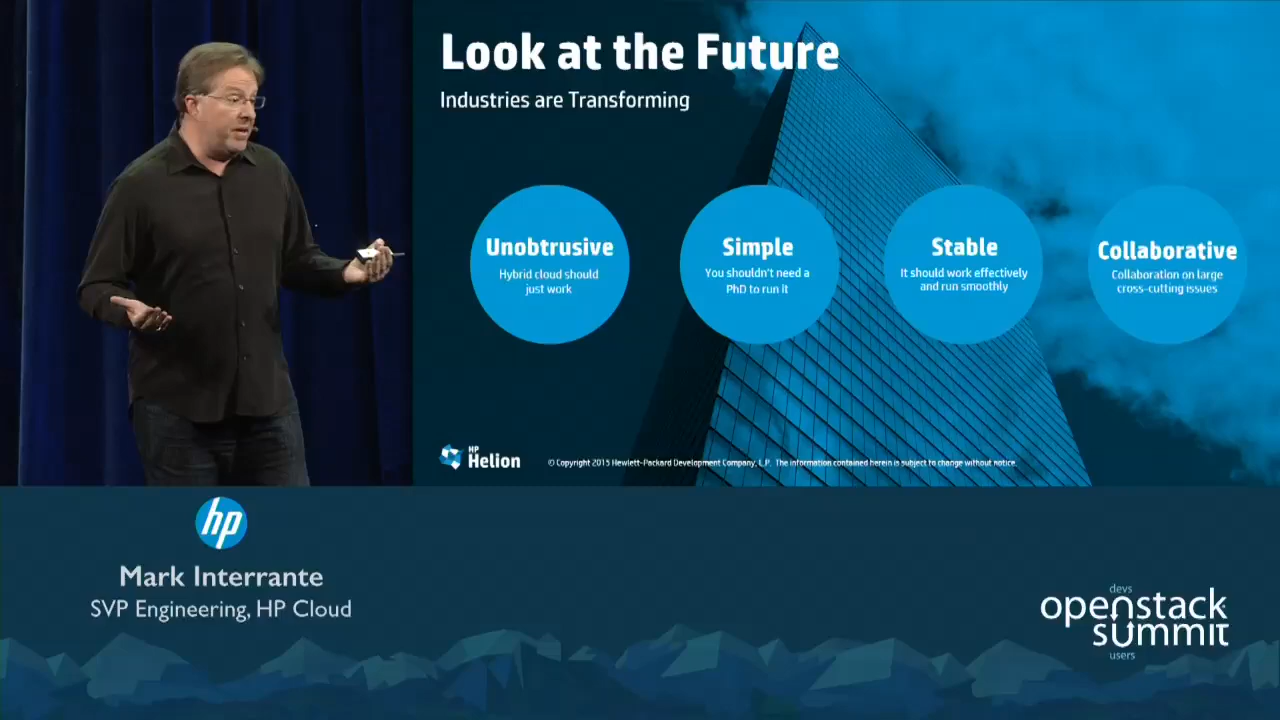 Look at the Future
Industries are Transforming
Unobtrusive
Hybrid cloud should
just work
Simple
You shouldn't need a
PhD to run it
Stable
It should work effectively
and run smoothly
Collaborative
Collaboration on large
cross-cutting issues
HP
Helion
© Copyright 2015 Hewlett-Packard Development Company, L.P. The information contained herein is subject to change without notice.
hp
Mark Interrante
SVP Engineering, HP Cloud
devs
openstack
summit
users